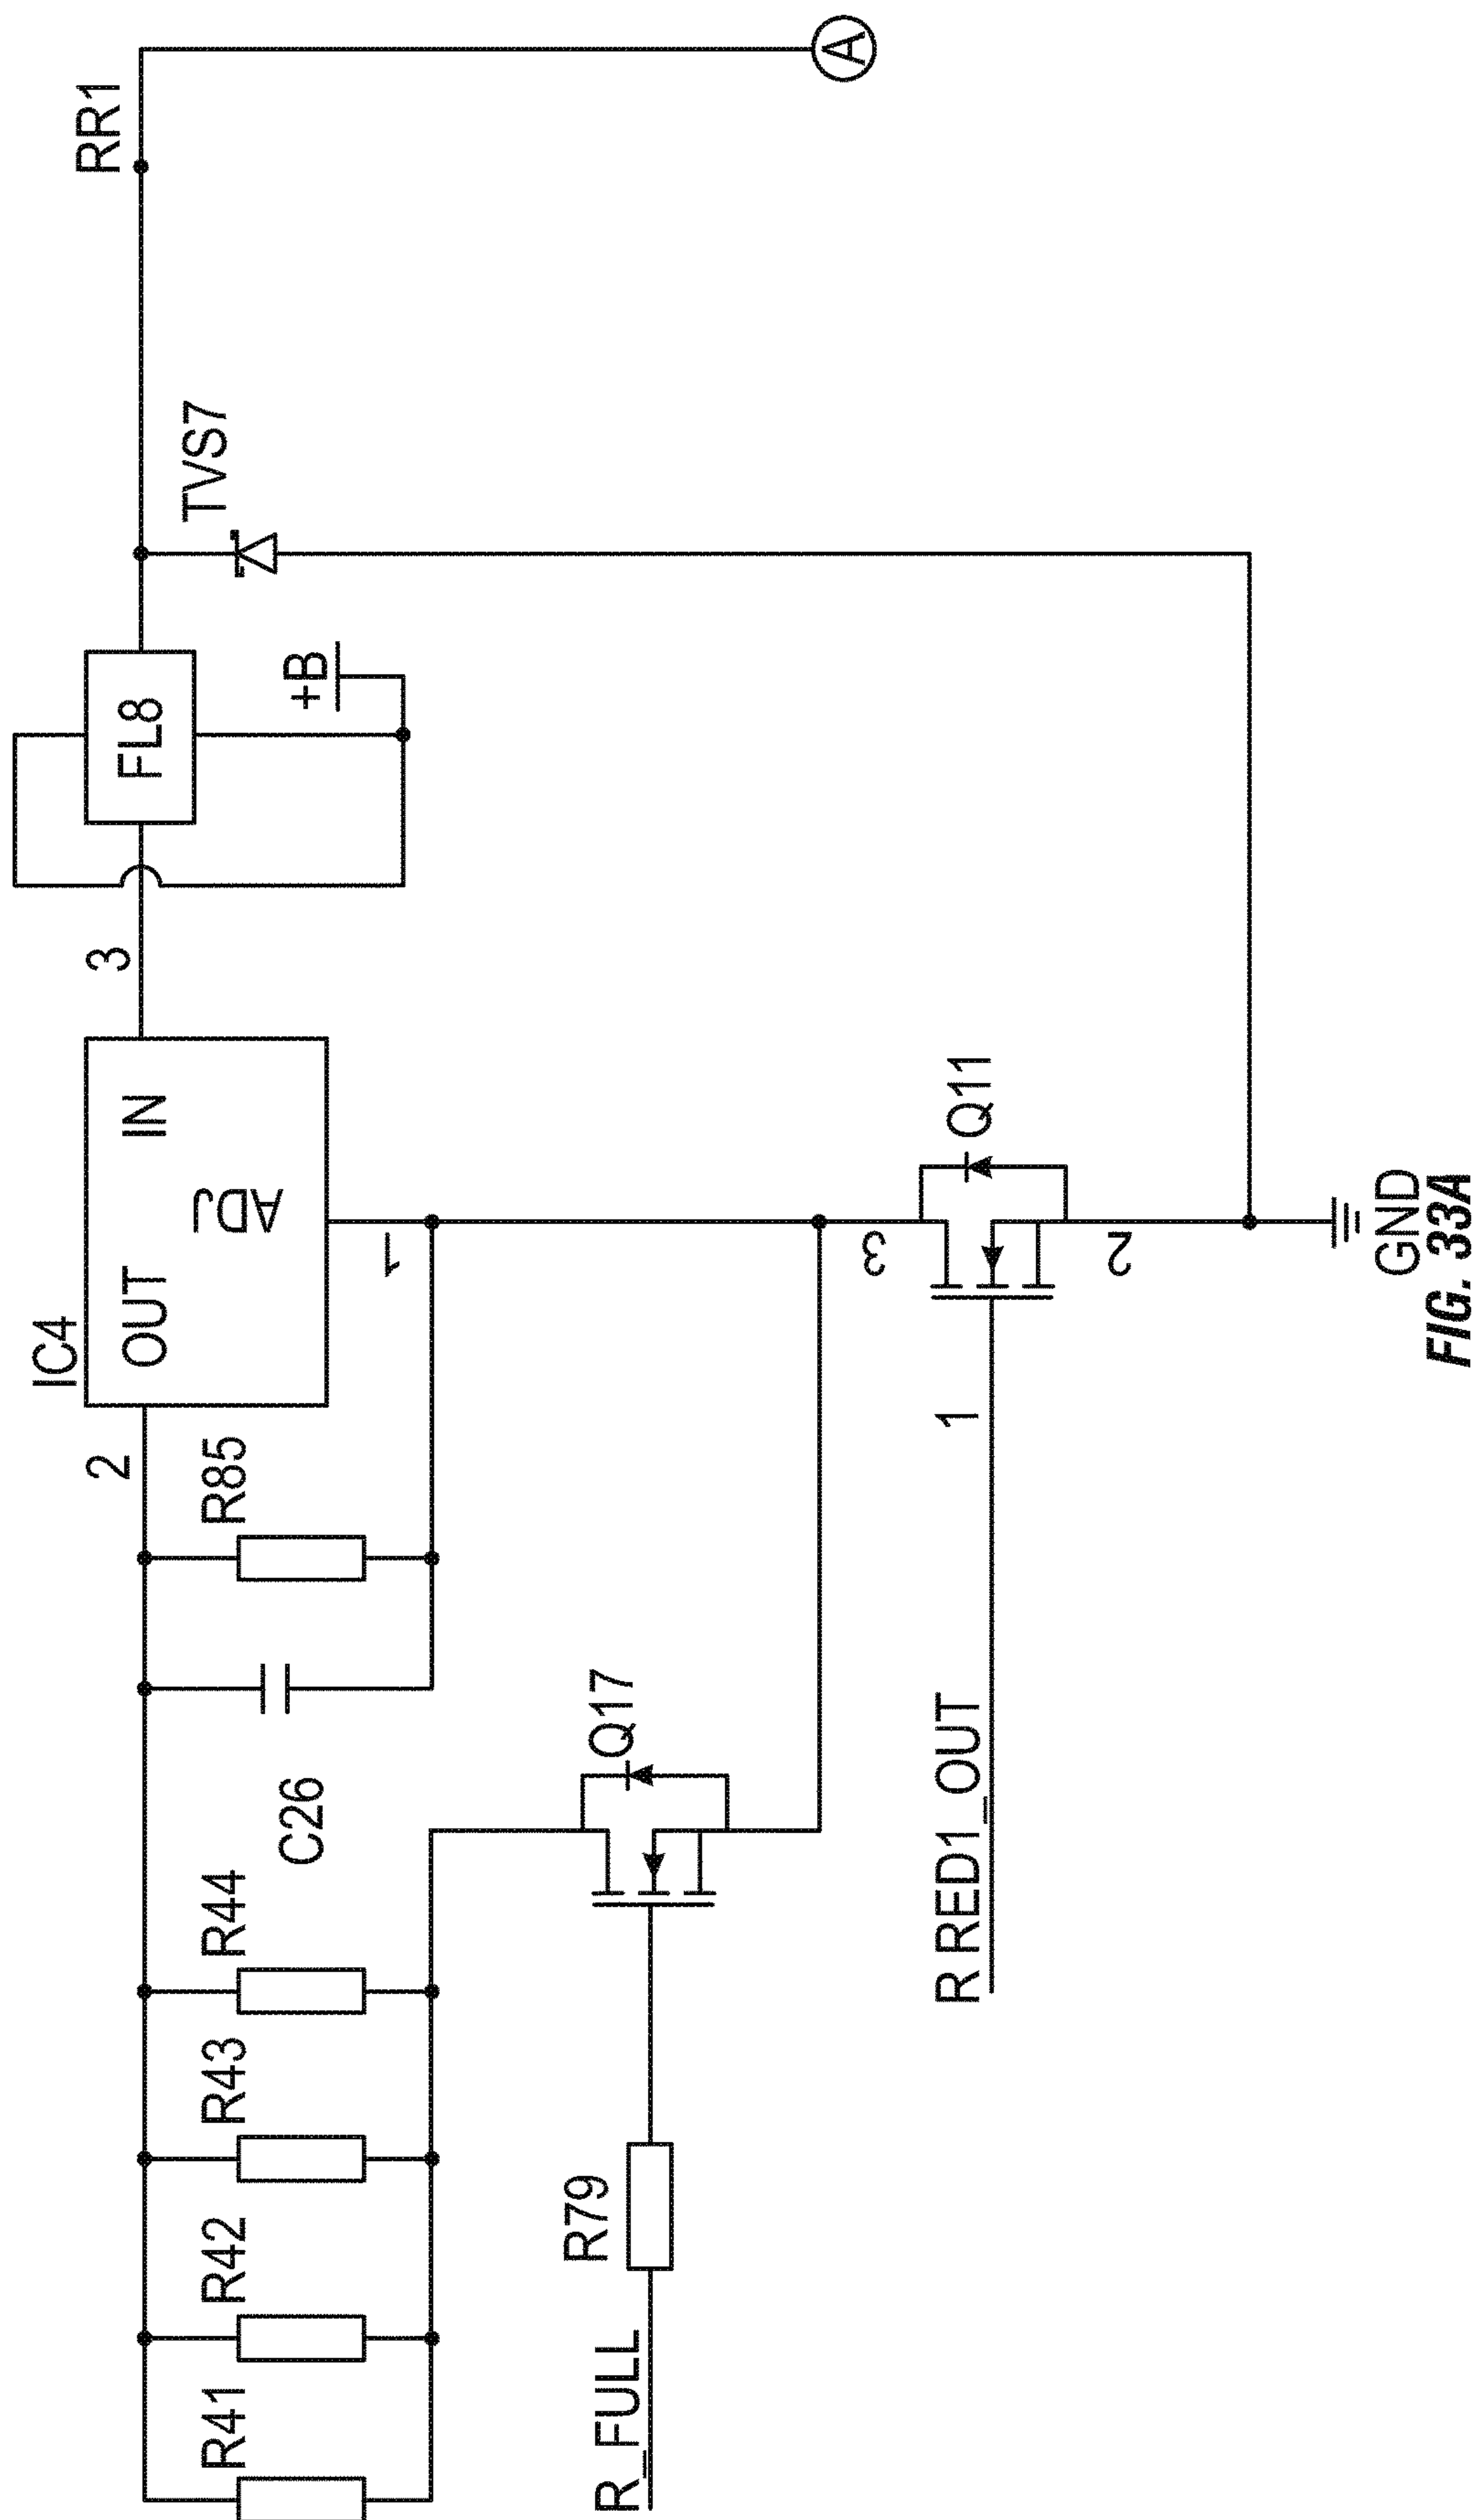 R41
R42
R43
R44
C26
R85
2
IC4
OUT
IN
ADJ
3
FL8
+B
TVS7
RR1
A
1
R_FULL
R79
Q17
3
R RED1_OUT
1
Q11
2
GND
FIG. 33A